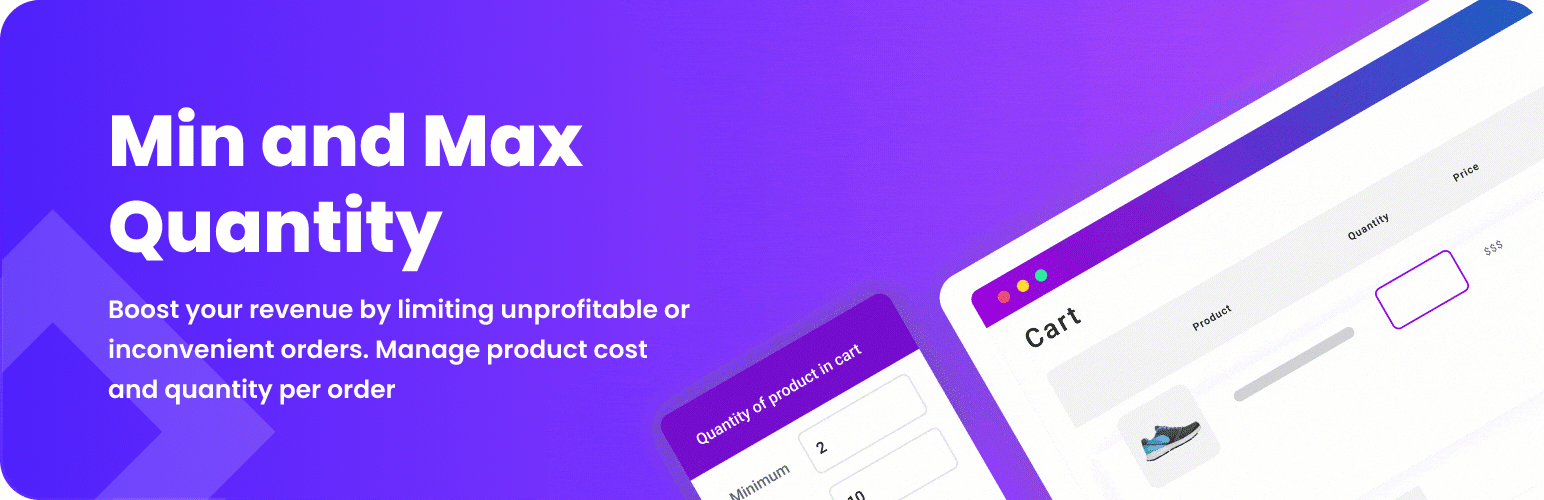 Min and Max
Quantity
Boost your revenue by limiting unprofitable or
inconvenient orders. Manage product cost
and quantity per order
Quantity of product in cart
Minimum
2
10
Cart
Product
Quantity
Price
$$$